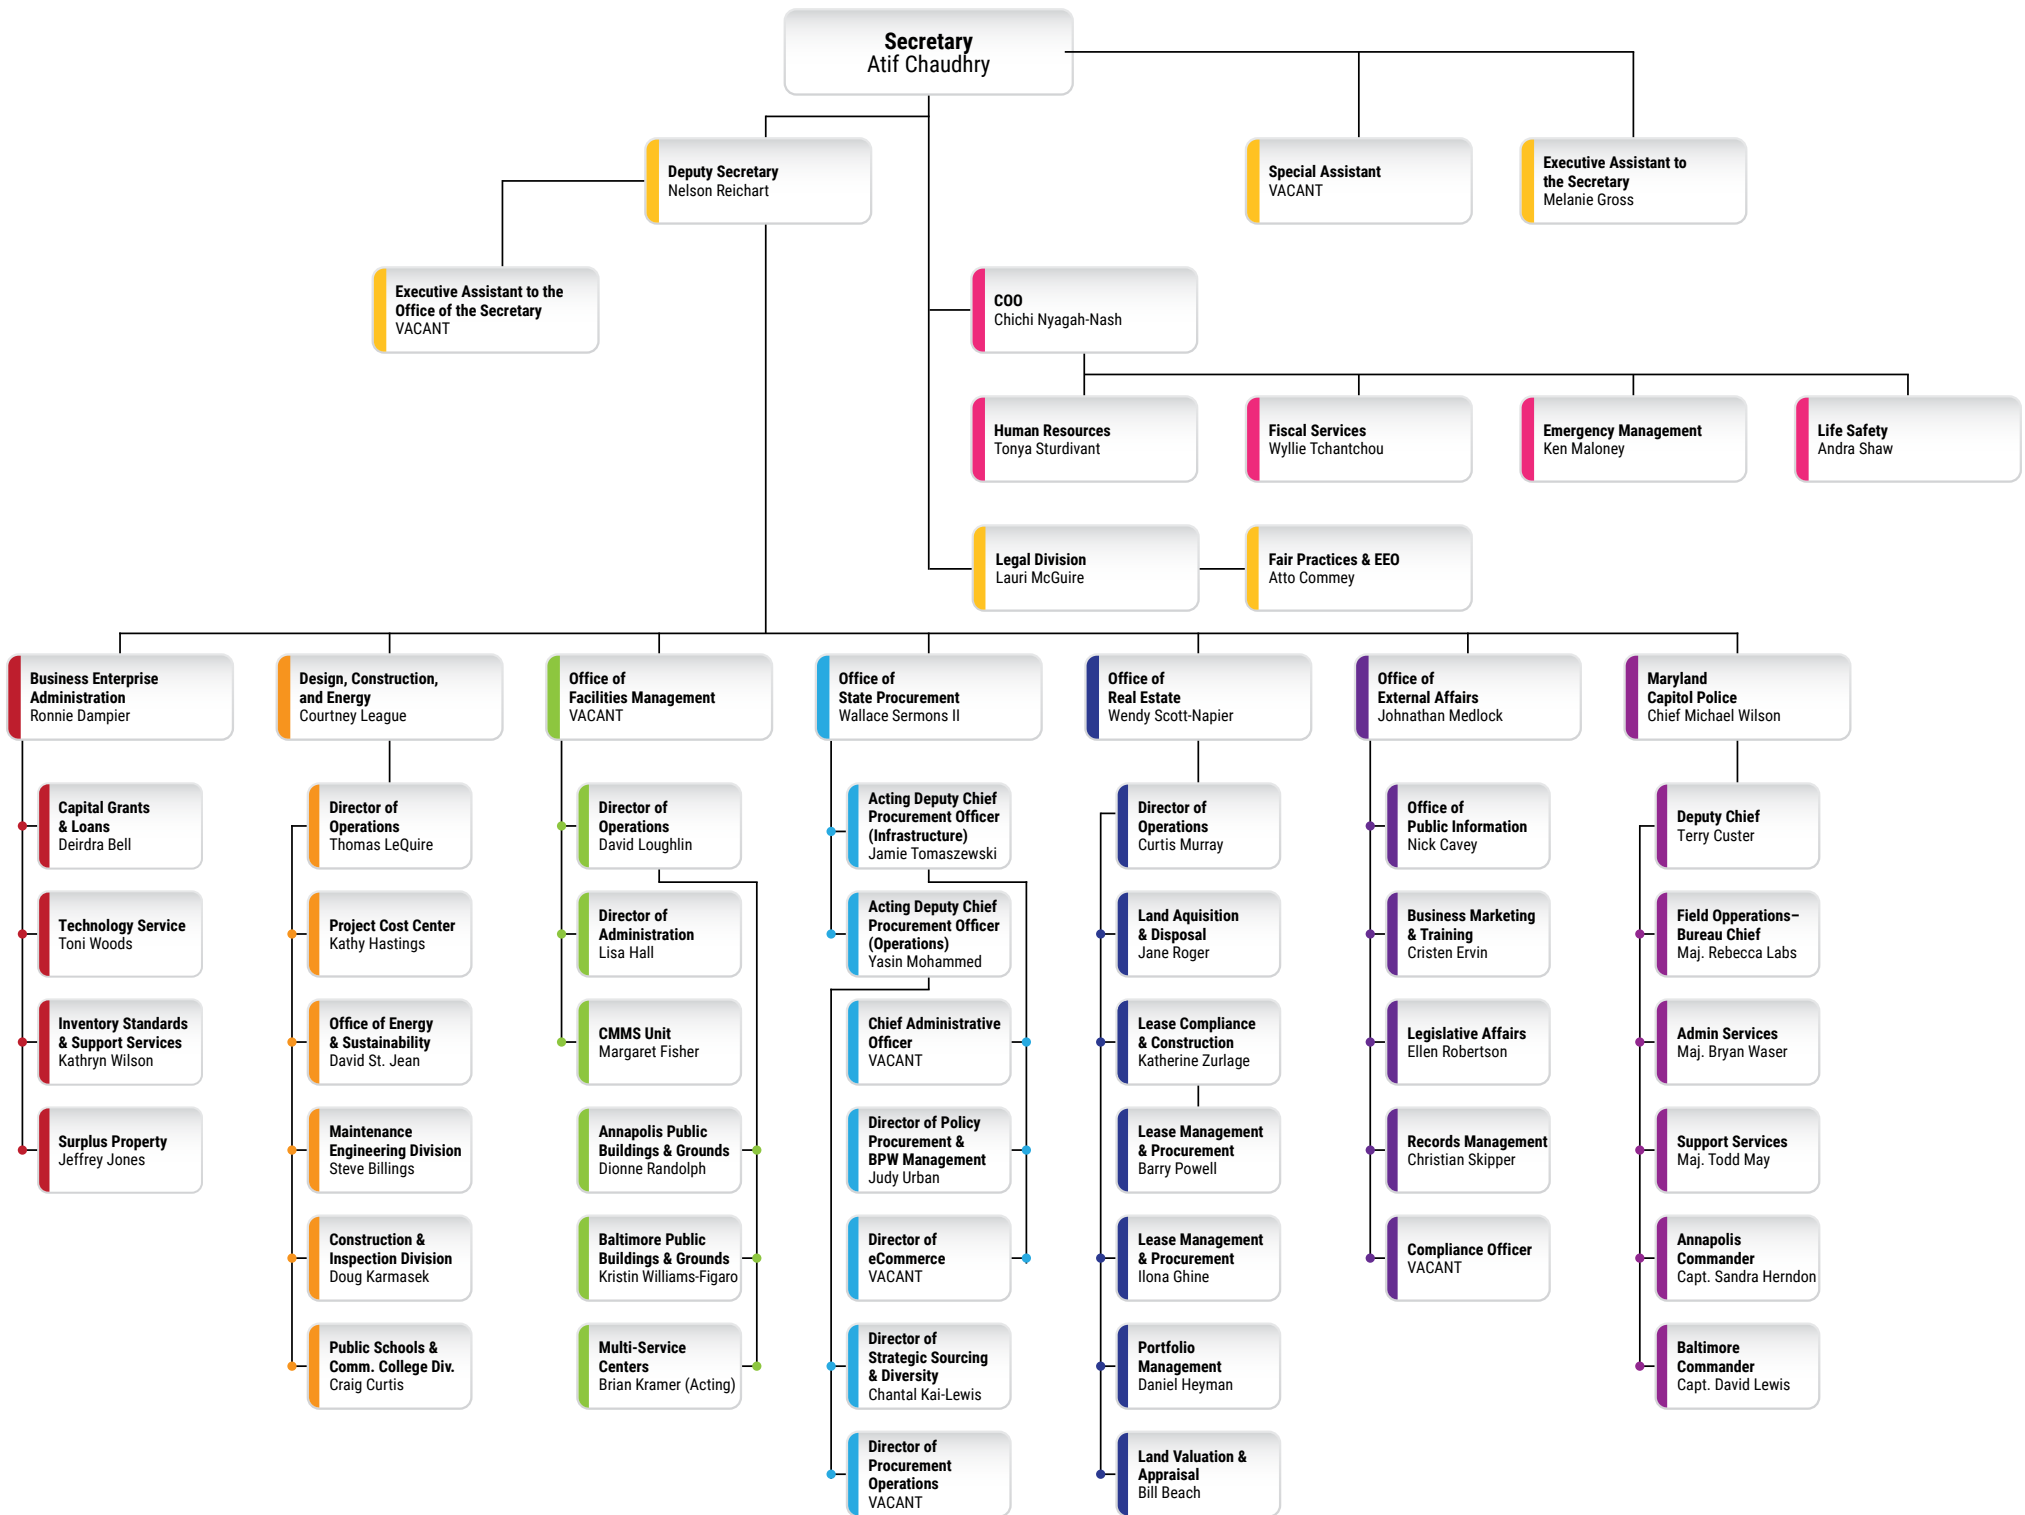 Secretary
Atif Chaudhry
Deputy Secretary
Nelson Reichart
Special Assistant
VACANT
Executive Assistant to
the Secretary
Melanie Gross
Executive Assistant to the
Office of the Secretary
VACANT
COO
Chichi Nyagah-Nash
Human Resources
Tonya Sturdivant
Fiscal Services
Wyllie Tchantchou
Emergency Management
Ken Maloney
Life Safety
Andra Shaw
Legal Division
Lauri McGuire
Fair Practices & EEO
Atto Commey
Business Enterprise
Administration
Ronnie Dampier
Capital Grants
& Loans
Deirdra Bell
Technology Service
Toni Woods
Inventory Standards
& Support Services
Kathryn Wilson
Surplus Property
Jeffrey Jones
Design, Construction,
and Energy
Courtney League
Director of
Operations
Thomas LeQuire
Project Cost Center
Kathy Hastings
Office of Energy
& Sustainability
David St. Jean
Maintenance
Engineering Division
Steve Billings
Construction &
Inspection Division
Doug Karmasek
Public Schools &
Comm. College Div.
Craig Curtis
Office of
Facilities Management
VACANT
Director of
Operations
David Loughlin
Director of
Administration
Lisa Hall
CMMS Unit
Margaret Fisher
Annapolis Public
Buildings & Grounds
Dionne Randolph
Baltimore Public
Buildings & Grounds
Kristin Williams-Figaro
Multi-Service
Centers
Brian Kramer (Acting)
Office of
State Procurement
Wallace Sermons II
Acting Deputy Chief
Procurement Officer
(Infrastructure)
Jamie Tomaszewski
Acting Deputy Chief
Procurement Officer
(Operations)
Yasin Mohammed
Chief Administrative
Officer
VACANT
Director of Policy
Procurement &
BPW Management
Judy Urban
Director of
eCommerce
VACANT
Director of
Strategic Sourcing
& Diversity
Chantal Kai-Lewis
Director of
Procurement
Operations
VACANT
Office of
Real Estate
Wendy Scott-Napier
Director of
Operations
Curtis Murray
Land Aquisition
& Disposal
Jane Roger
Lease Compliance
& Construction
Katherine Zurlage
Lease Management
& Procurement
Barry Powell
Lease Management
& Procurement
Ilona Ghine
Portfolio
Management
Daniel Heyman
Land Valuation &
Appraisal
Bill Beach
Office of
External Affairs
Johnathan Medlock
Office of
Public Information
Nick Cavey
Business Marketing
& Training
Cristen Ervin
Legislative Affairs
Ellen Robertson
Records Management
Christian Skipper
Compliance Officer
VACANT
Maryland
Capitol Police
Chief Michael Wilson
Deputy Chief
Terry Custer
Field Opperations–
Bureau Chief
Maj. Rebecca Labs
Admin Services
Maj. Bryan Waser
Support Services
Maj. Todd May
Annapolis
Commander
Capt. Sandra Herndon
Baltimore
Commander
Capt. David Lewis